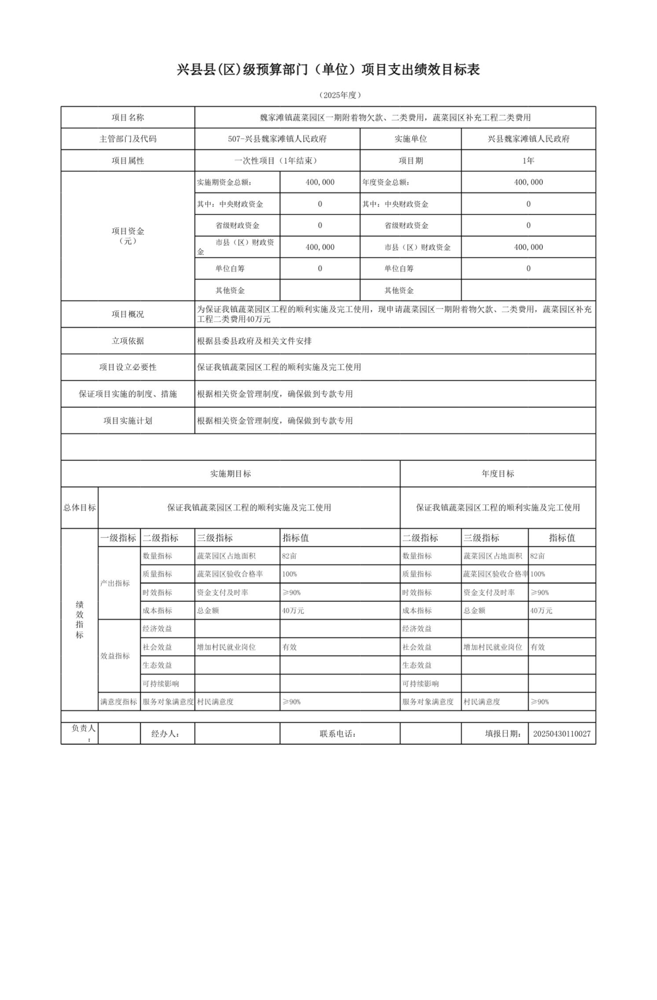 兴县县(区)级预算部门（单位）项目支出绩效目标表
（2025年度）
项目名称 魏家滩镇蔬菜园区一期附着物欠款、二类费用，蔬菜园区补充工程二类费用
主管部门及代码 507-兴县魏家滩镇人民政府 实施单位 兴县魏家滩镇人民政府
项目属性 一次性项目（1年结束） 项目期 1年
项目资金
（元）
实施期资金总额： 400,000 年度资金总额： 400,000
其中：中央财政资金 0 其中：中央财政资金 0
省级财政资金 0 省级财政资金 0
市县（区）财政资
金 400,000 市县（区）财政资金 400,000
单位自筹 0 单位自筹 0
其他资金 其他资金
项目概况 为保证我镇蔬菜园区工程的顺利实施及完工使用，现申请蔬菜园区一期附着物欠款、二类费用，蔬菜园区补充
工程二类费用40万元
立项依据 根据县委县政府及相关文件安排
项目设立必要性 保证我镇蔬菜园区工程的顺利实施及完工使用
保证项目实施的制度、措施 根据相关资金管理制度，确保做到专款专用
项目实施计划 根据相关资金管理制度，确保做到专款专用
实施期目标 年度目标
总体目标 保证我镇蔬菜园区工程的顺利实施及完工使用 保证我镇蔬菜园区工程的顺利实施及完工使用
绩
效
指
标
一级指标 二级指标 三级指标 指标值 二级指标 三级指标 指标值
产出指标
数量指标 蔬菜园区占地面积 82亩 数量指标 蔬菜园区占地面积 82亩
质量指标 蔬菜园区验收合格率 100% 质量指标 蔬菜园区验收合格率 100%
时效指标 资金支付及时率 ≥90% 时效指标 资金支付及时率 ≥90%
成本指标 总金额 40万元 成本指标 总金额 40万元
效益指标
经济效益 经济效益
社会效益 增加村民就业岗位 有效 社会效益 增加村民就业岗位 有效
生态效益 生态效益
可持续影响 可持续影响
满意度指标 服务对象满意度 村民满意度 ≥90% 服务对象满意度 村民满意度 ≥90%
负责人
： 经办人： 联系电话： 填报日期： 20250430110027